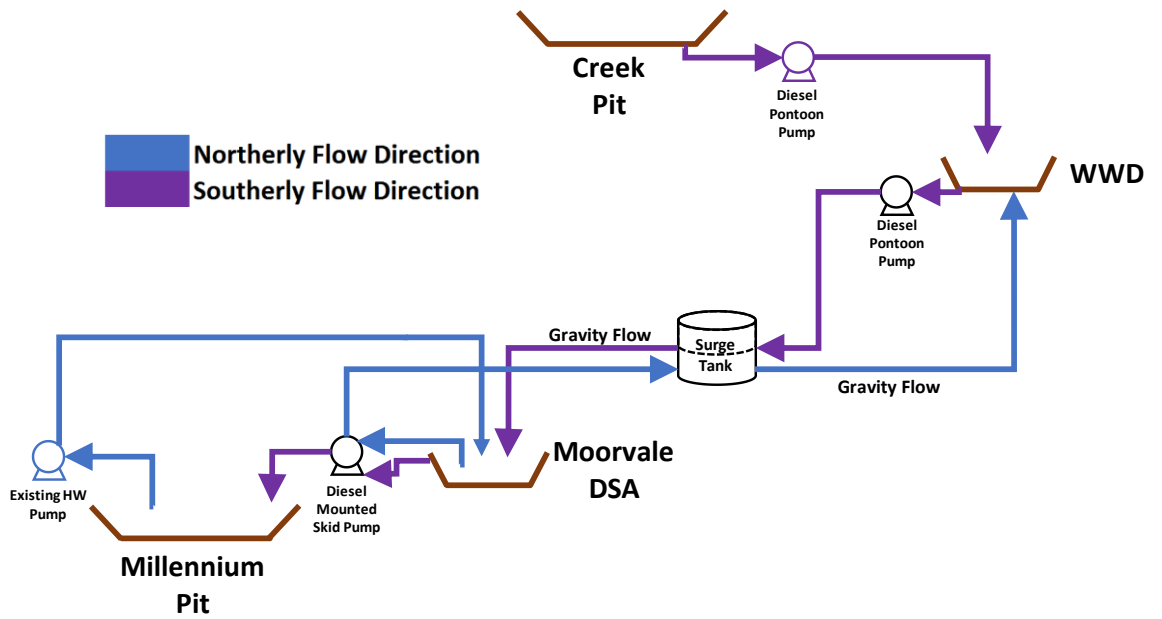 Creek
Pit
Diesel
Pontoon
Pump
Northerly Flow Direction
Southerly Flow Direction
WWD
Diesel
Pontoon
Pump
Gravity Flow
Surge
Tank
Gravity Flow
Moorvale
DSA
Existing HW
Pump
Diesel
Mounted
Skid Pump
Millennium
Pit